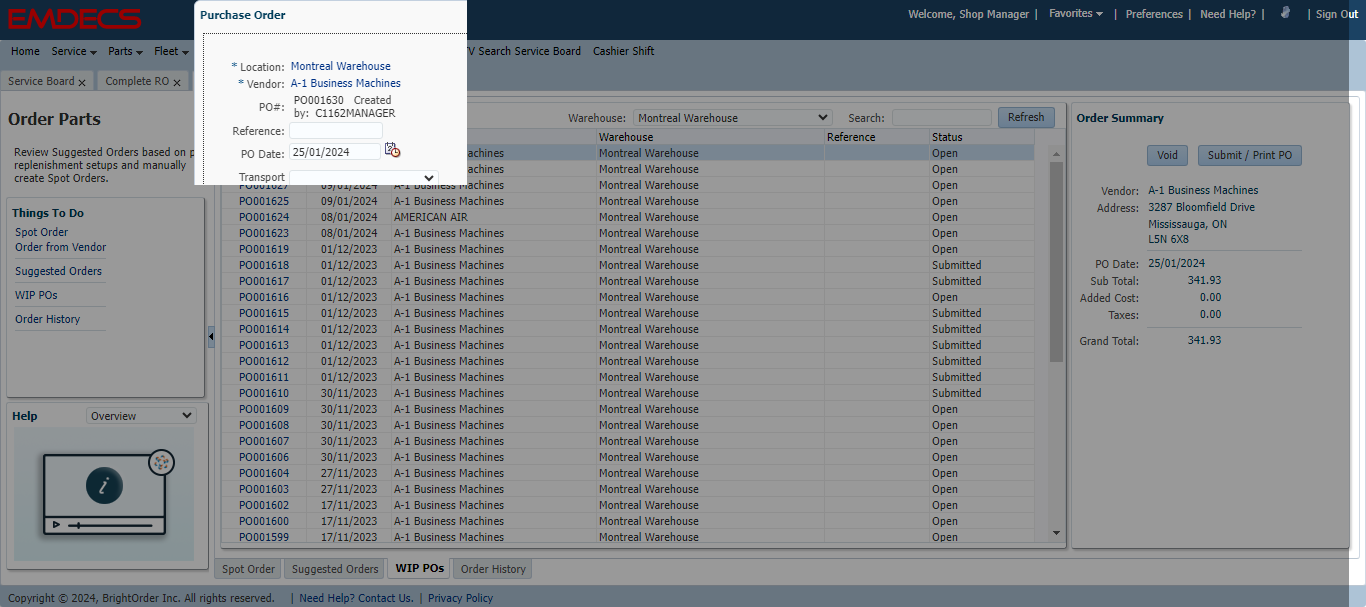 EMDECS
Welcome, Shop Manager | Favorites | Preferences | Need Help? | | Sign Out
Home Service Parts Fleet TV Search Service Board Cashier Shift
Service Board x Complete RO x
Purchase Order
* Location: Montreal Warehouse
* Vendor: A-1 Business Machines
PO#: PO001630 Created
by: C1162MANAGER
Reference:
PO Date: 25/01/2024
Transport
Order Parts
Review Suggested Orders based on
replenishment setups and manually
create Spot Orders.
Things To Do
Spot Order
Order from Vendor
Suggested Orders
WIP POs
Order History
Help Overview
i
Warehouse: Montreal Warehouse Search: Refresh
Warehouse Reference Status
Machines Montreal Warehouse Open
Machines Montreal Warehouse Open
PO001627 09/01/2024 A-1 Business Machines Montreal Warehouse Open
PO001625 09/01/2024 A-1 Business Machines Montreal Warehouse Open
PO001624 08/01/2024 AMERICAN AIR Montreal Warehouse Open
PO001623 08/01/2024 A-1 Business Machines Montreal Warehouse Open
PO001619 01/12/2023 A-1 Business Machines Montreal Warehouse Open
PO001618 01/12/2023 A-1 Business Machines Montreal Warehouse Submitted
PO001617 01/12/2023 A-1 Business Machines Montreal Warehouse Submitted
PO001616 01/12/2023 A-1 Business Machines Montreal Warehouse Open
PO001615 01/12/2023 A-1 Business Machines Montreal Warehouse Submitted
PO001614 01/12/2023 A-1 Business Machines Montreal Warehouse Submitted
PO001613 01/12/2023 A-1 Business Machines Montreal Warehouse Submitted
PO001612 01/12/2023 A-1 Business Machines Montreal Warehouse Submitted
PO001611 01/12/2023 A-1 Business Machines Montreal Warehouse Submitted
PO001610 30/11/2023 A-1 Business Machines Montreal Warehouse Submitted
PO001609 30/11/2023 A-1 Business Machines Montreal Warehouse Open
PO001608 30/11/2023 A-1 Business Machines Montreal Warehouse Open
PO001607 30/11/2023 A-1 Business Machines Montreal Warehouse Open
PO001606 30/11/2023 A-1 Business Machines Montreal Warehouse Open
PO001604 27/11/2023 A-1 Business Machines Montreal Warehouse Open
PO001603 27/11/2023 A-1 Business Machines Montreal Warehouse Open
PO001602 17/11/2023 A-1 Business Machines Montreal Warehouse Open
PO001600 17/11/2023 A-1 Business Machines Montreal Warehouse Open
PO001599 17/11/2023 A-1 Business Machines Montreal Warehouse Open
Spot Order Suggested Orders WIP POs Order History
Order Summary
Void Submit / Print PO
Vendor: A-1 Business Machines
Address: 3287 Bloomfield Drive
Mississauga, ON
L5N 6X8
PO Date: 25/01/2024
Sub Total: 341.93
Added Cost: 0.00
Taxes: 0.00
Grand Total: 341.93
Copyright © 2024, BrightOrder Inc. All rights reserved. | Need Help? Contact Us. | Privacy Policy